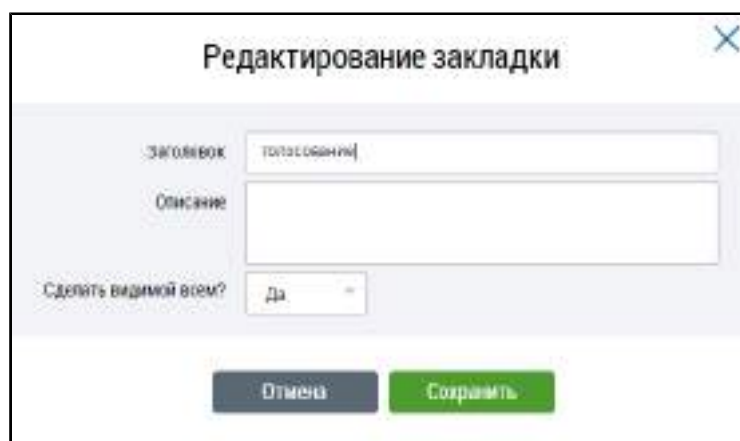 Редактирование закладки
Заголовок
голосование
Описание
Сделать видимой всем?
Да
Отмена
Сохранить